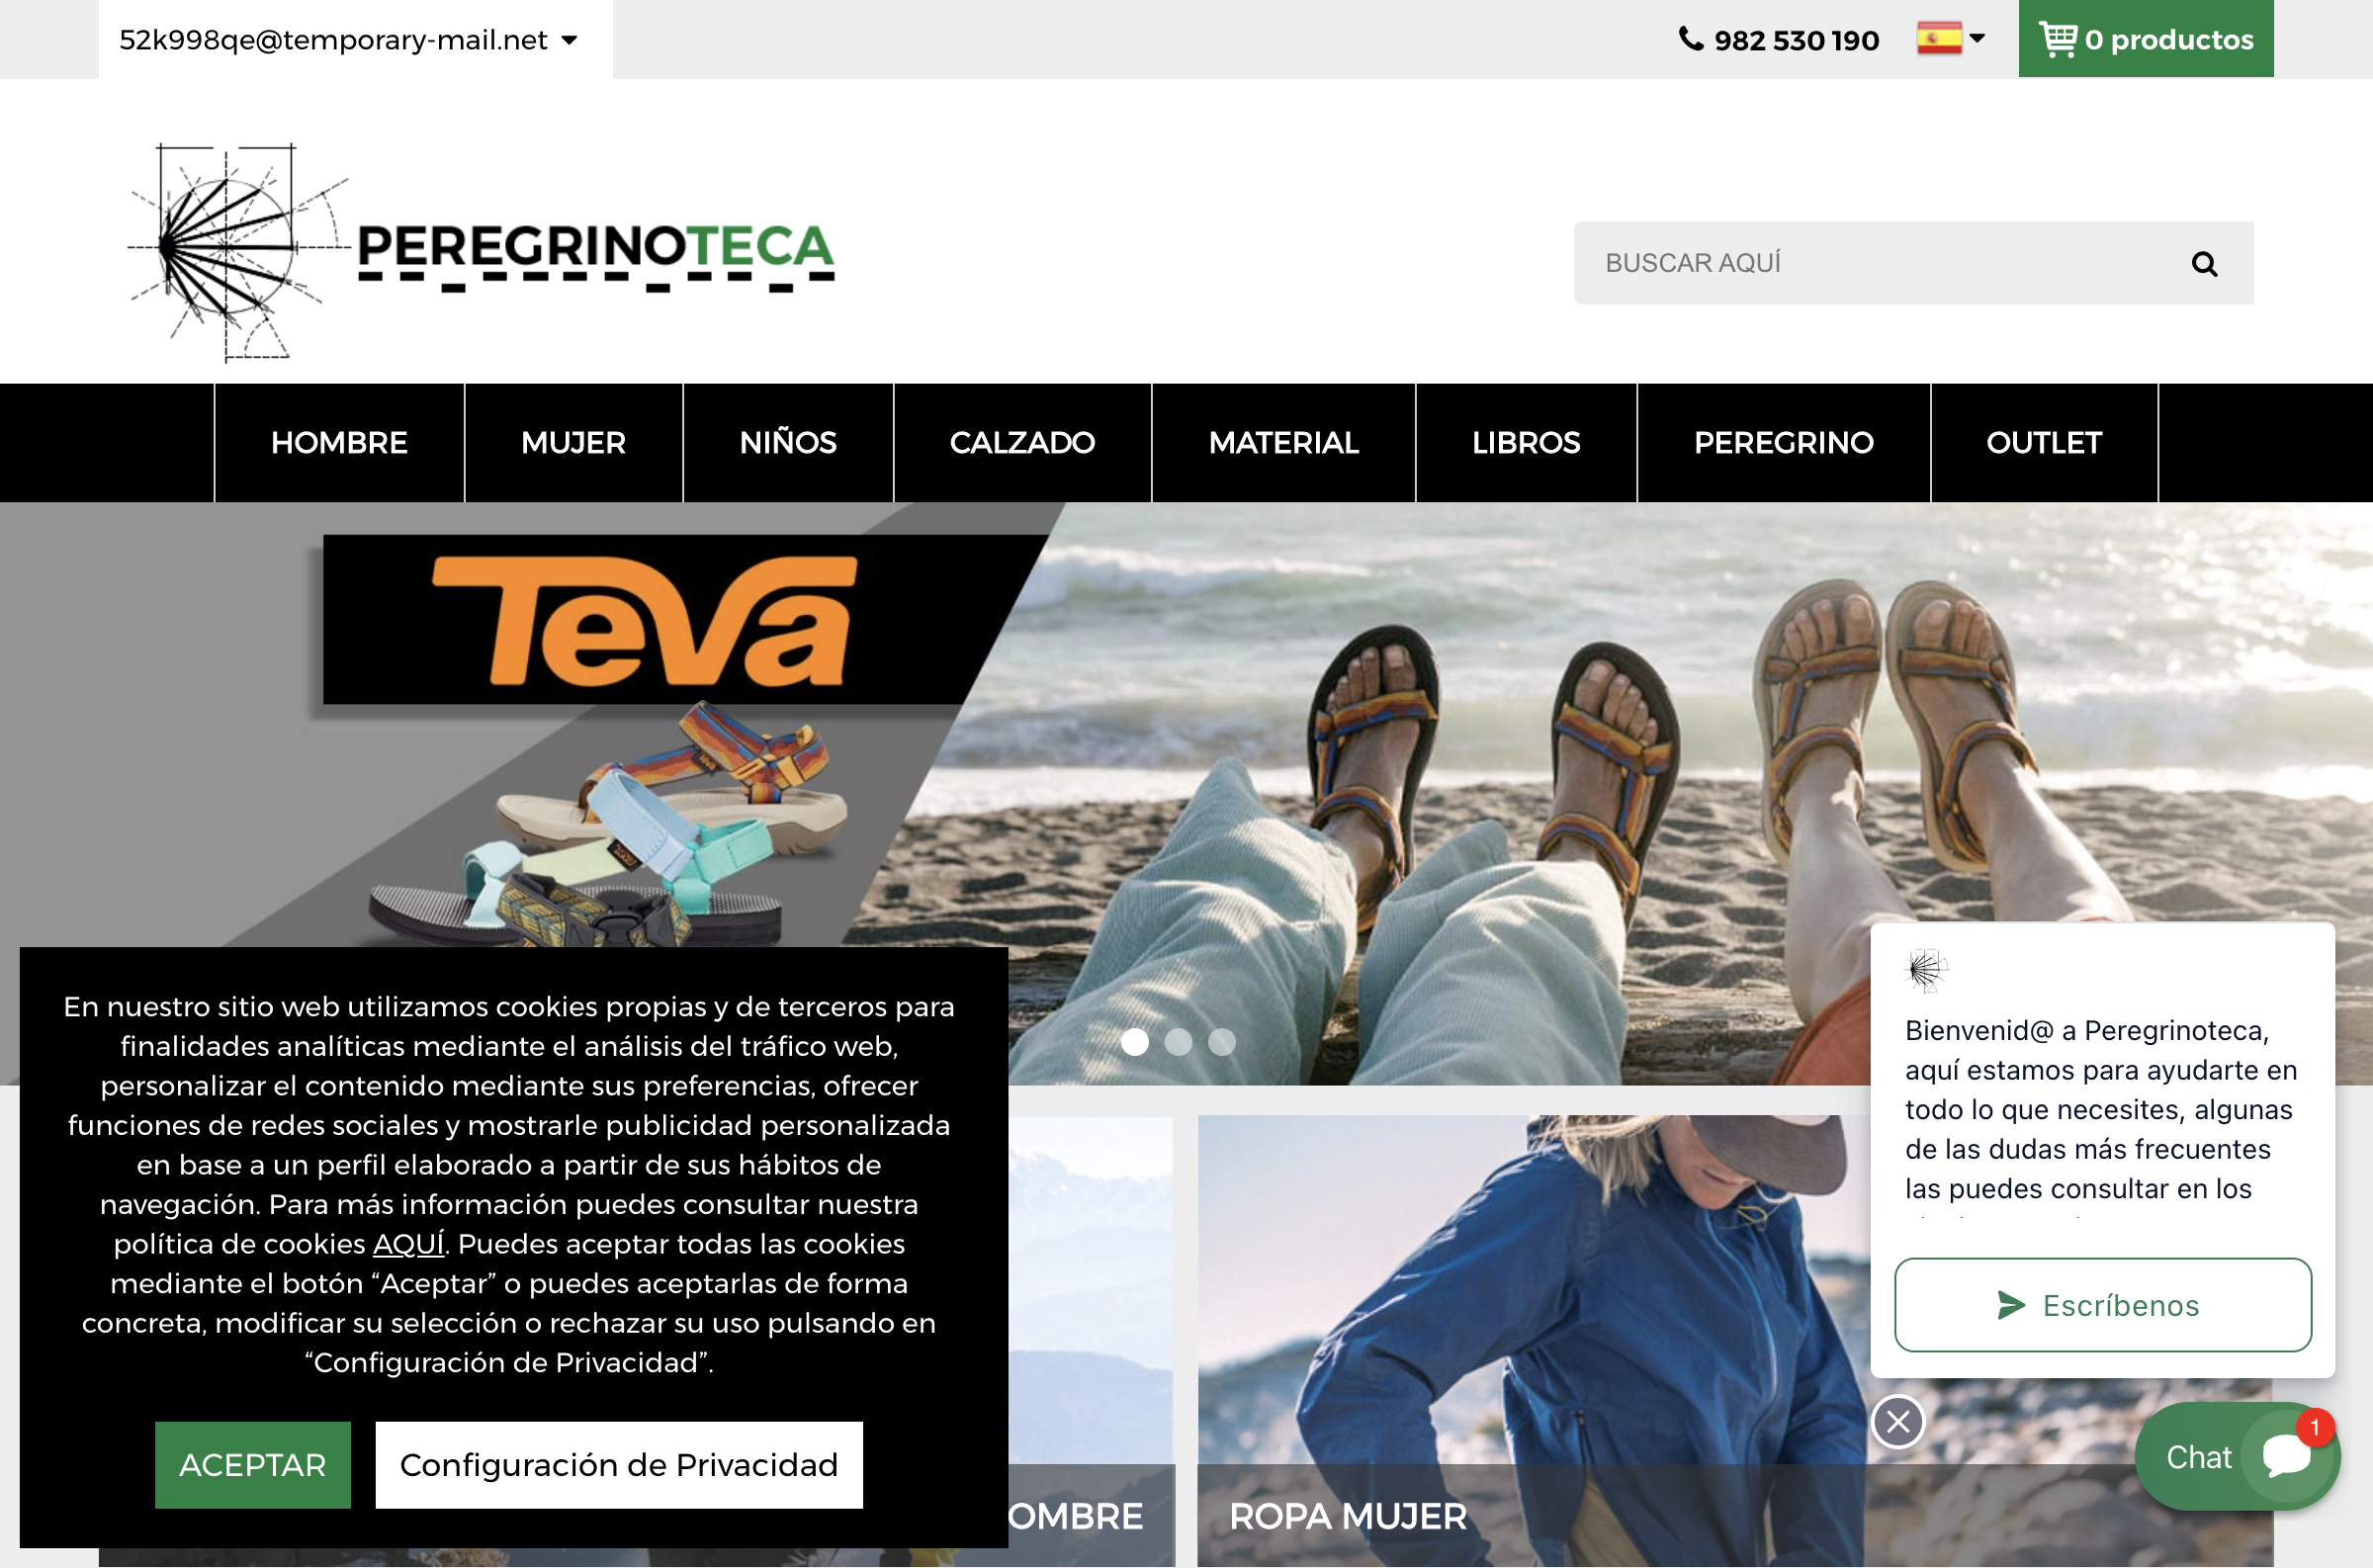 52k998qe@temporary-mail.net
982 530 190
0 productos
PEREGRINOTECA
BUSCAR AQUÍ
HOMBRE
MUJER
NIÑOS
CALZADO
MATERIAL
LIBROS
PEREGRINO
OUTLET
Teva
Teva
En nuestro sitio web utilizamos cookies propias y de terceros para
finalidades analíticas mediante el análisis del tráfico web,
personalizar el contenido mediante sus preferencias, ofrecer
funciones de redes sociales y mostrarle publicidad personalizada
en base a un perfil elaborado a partir de sus hábitos de
navegación. Para más información puedes consultar nuestra
política de cookies AQUÍ. Puedes aceptar todas las cookies
mediante el botón “Aceptar” o puedes aceptarlas de forma
concreta, modificar su selección o rechazar su uso pulsando en
“Configuración de Privacidad”.
ACEPTAR
Configuración de Privacidad
OMBRE
ROPA MUJER
Bienvenid@ a Peregrinoteca,
aquí estamos para ayudarte en
todo lo que necesites, algunas
de las dudas más frecuentes
las puedes consultar en los
Escríbenos
Chat
1